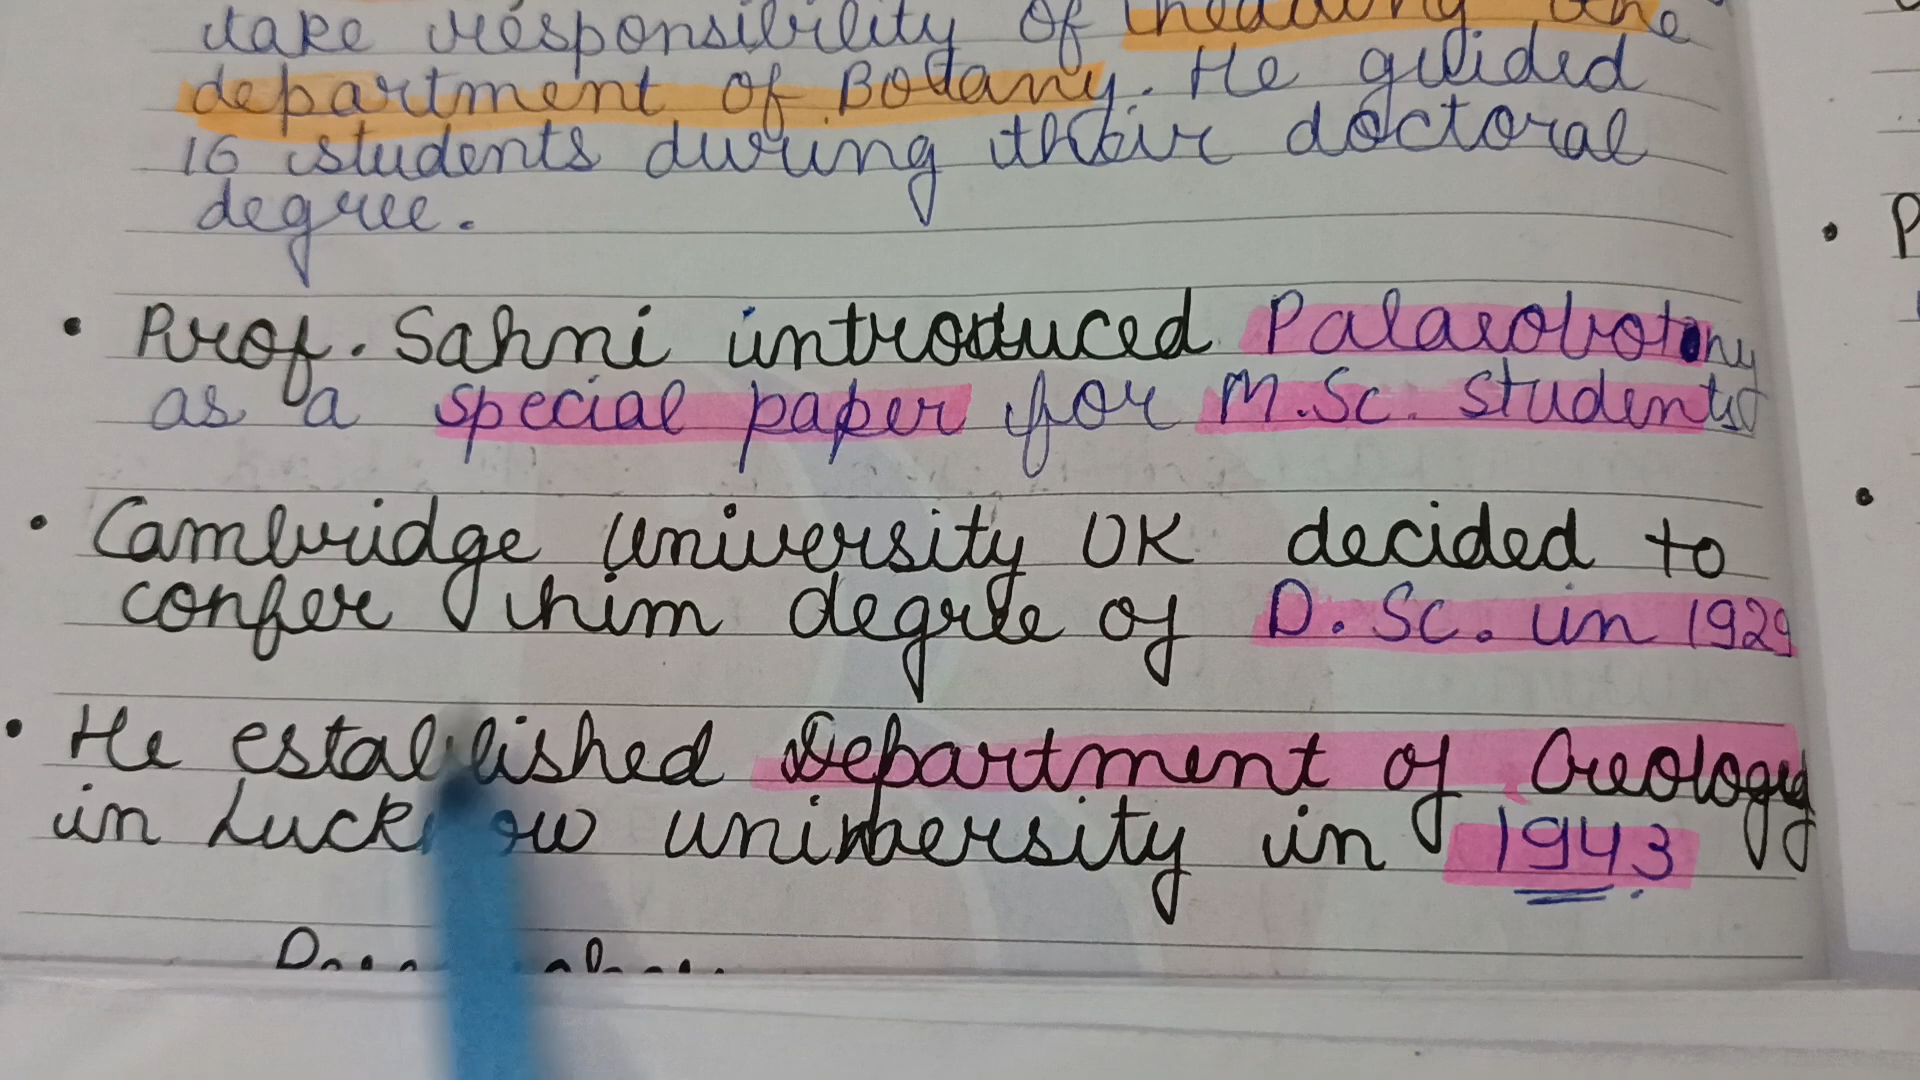 take responsibility of heading the
department of Botany. He guided
16 students during their doctoral
degree.
• Prof. Sahni introduced Palaeobotany
as a special paper for M.Sc. students
• Cambridge University UK decided to
confer him degree of D. Sc. in 1929
• He established Department of Geology
in Lucknow university in 1943
• P
•